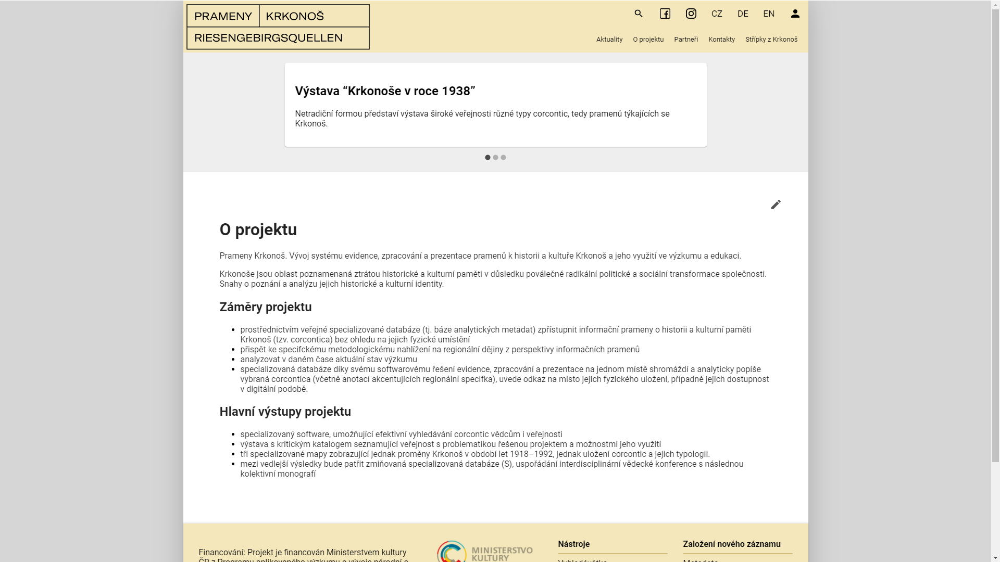 PRAMENY KRKONOŠ
RIESENGEBIRGSQUELLEN
CZ DE EN
Aktuality O projektu Partneři Kontakty Střípky z Krkonoš
Výstava “Krkonoše v roce 1938”
Netradiční formou představí výstava široké veřejnosti různé typy corcontic, tedy pramenů týkajících se
Krkonoš.
O projektu
Prameny Krkonoš. Vývoj systému evidence, zpracování a prezentace pramenů k historii a kultuře Krkonoš a jeho využití ve výzkumu a edukaci.
Krkonoše jsou oblast poznamenaná ztrátou historické a kulturní paměti v důsledku poválečné radikální politické a sociální transformace společnosti.
Snahy o poznání a analýzu jejich historické a kulturní identity.
Záměry projektu
prostřednictvím veřejné specializované databáze (tj. báze analytických metadat) zpřístupnit informační prameny o historii a kulturní paměti
Krkonoš (tzv. corcontica) bez ohledu na jejich fyzické umístění
přispět ke specifckému metodologickému nahlížení na regionální dějiny z perspektivy informačních pramenů
analyzovat v daném čase aktuální stav výzkumu
specializovaná databáze díky svému softwarovému řešení evidence, zpracování a prezentace na jednom místě shromáždí a analyticky popíše
vybraná corcontica (včetně anotací akcentujících regionální specifka), uvede odkaz na místo jejich fyzického uložení, případně jejich dostupnost
v digitální podobě.
Hlavní výstupy projektu
specializovaný software, umožňující efektivní vyhledávání corcontic vědcům i veřejnosti
výstava s kritickým katalogem seznamující veřejnost s problematikou řešenou projektem a možnostmi jeho využití
tři specializované mapy zobrazující jednak proměny Krkonoš v období let 1918–1992, jednak uložení corcontic a jejich typologii.
mezi vedlejší výsledky bude patřit zmiňovaná specializovaná databáze (S), uspořádání interdisciplinární vědecké konference s následnou
kolektivní monografí
Financování: Projekt je financován Ministerstvem kultury
ČR z Programu aplikovaného výzkumu a vývoje národní a
MINISTERSTVO
KULTURY
Nástroje
Vyhledávátko
Založení nového záznamu
Metadata